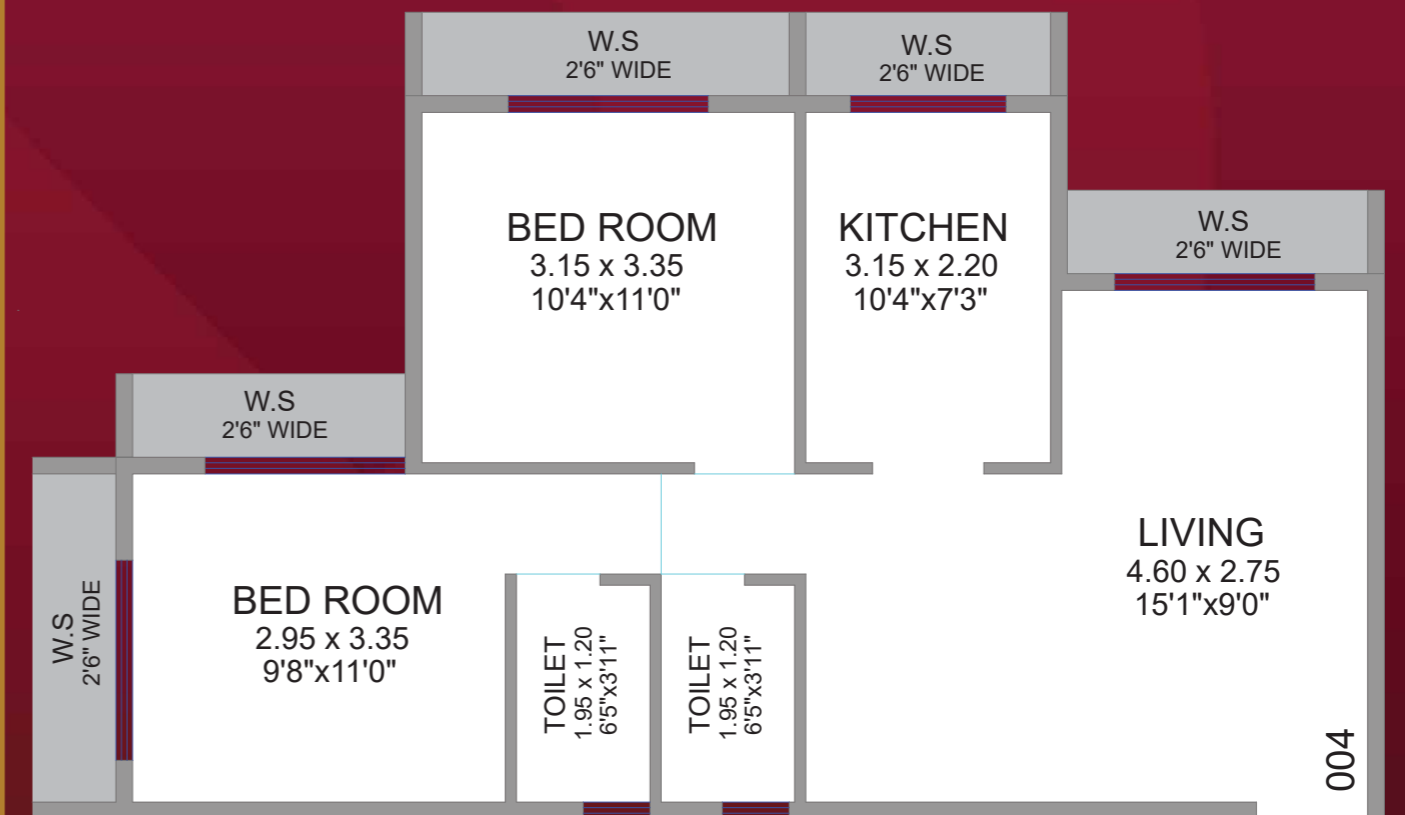 W.S
2'6" WIDE
W.S
2'6" WIDE
W.S
2'6" WIDE
BED ROOM
3.15 x 3.35
10'4"x11'0"
KITCHEN
3.15 x 2.20
10'4"x7'3"
W.S
2'6" WIDE
W.S
2'6" WIDE
BED ROOM
2.95 x 3.35
9'8"x11'0"
TOILET
1.95 x 1.20
6'5"x3'11"
TOILET
1.95 x 1.20
6'5"x3'11"
LIVING
4.60 x 2.75
15'1"x9'0"
004